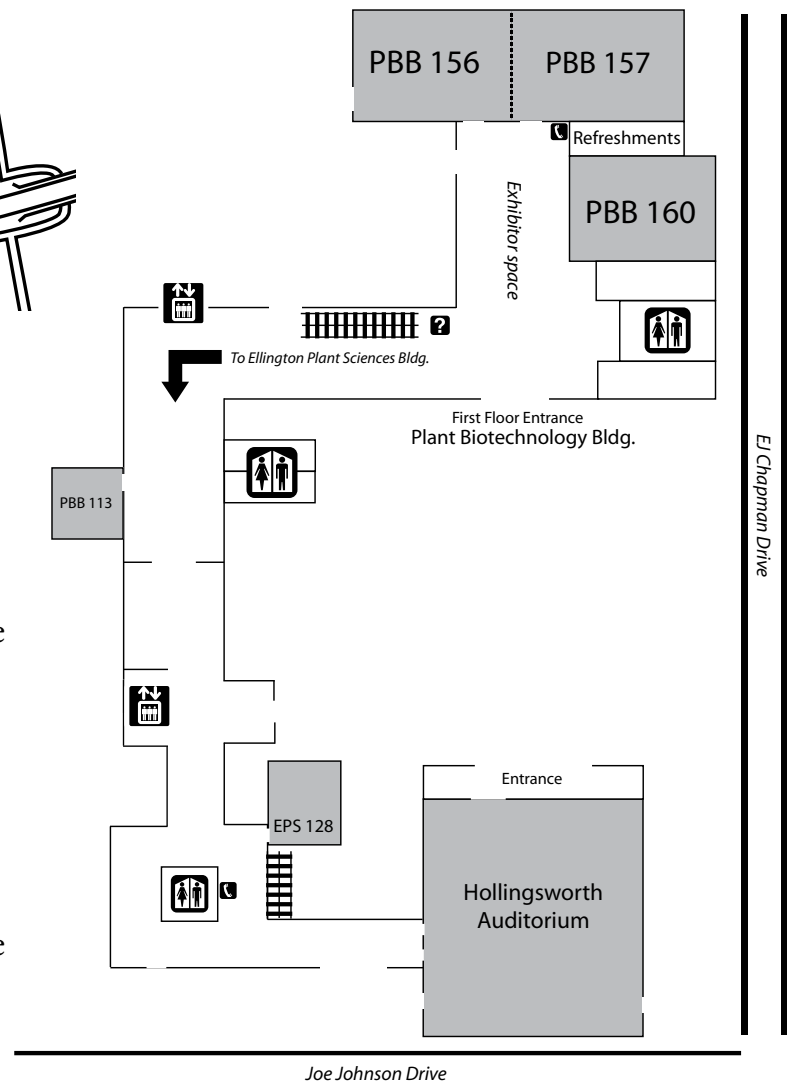 PBB 156
PBB 157
Refreshments
Exhibitor space
PBB 160
?
To Ellington Plant Sciences Bldg.
First Floor Entrance
Plant Biotechnology Bldg.
EJ Chapman Drive
PBB 113
e
Entrance
EPS 128
Hollingsworth
Auditorium
e
Joe Johnson Drive